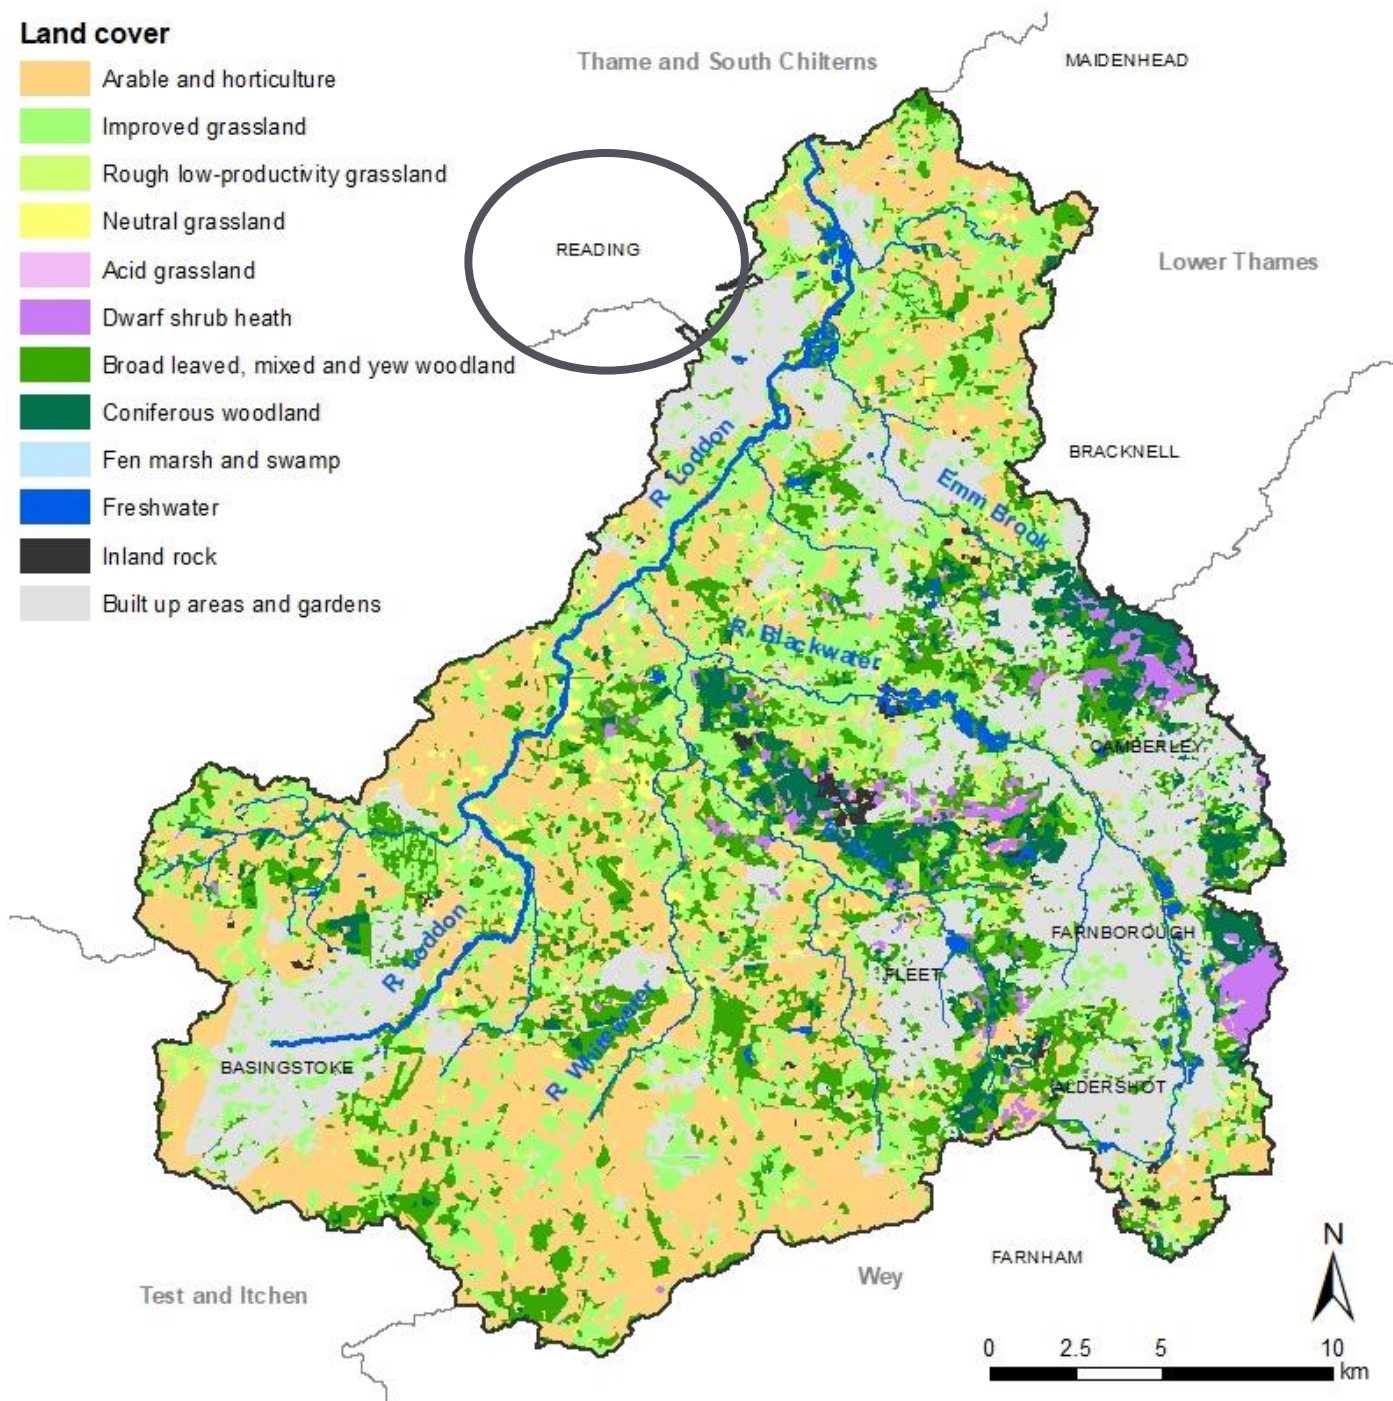 Land cover
Arable and horticulture
Improved grassland
Rough low-productivity grassland
Neutral grassland
Acid grassland
Dwarf shrub heath
Broad leaved, mixed and yew woodland
Coniferous woodland
Fen marsh and swamp
Freshwater
Inland rock
Built up areas and gardens
Thame and South Chilterns
MAIDENHEAD
READING
Lower Thames
R Loddon
BRACKNELL
Emm Brook
R. Blackwater
CAMBERLEY
R Loddon
FARNBOROUGH
FLEET
R Whitewater
BASINGSTOKE
ALDERSHOT
FARNHAM
Wey
Test and Itchen
N
0 2.5 5 10
km